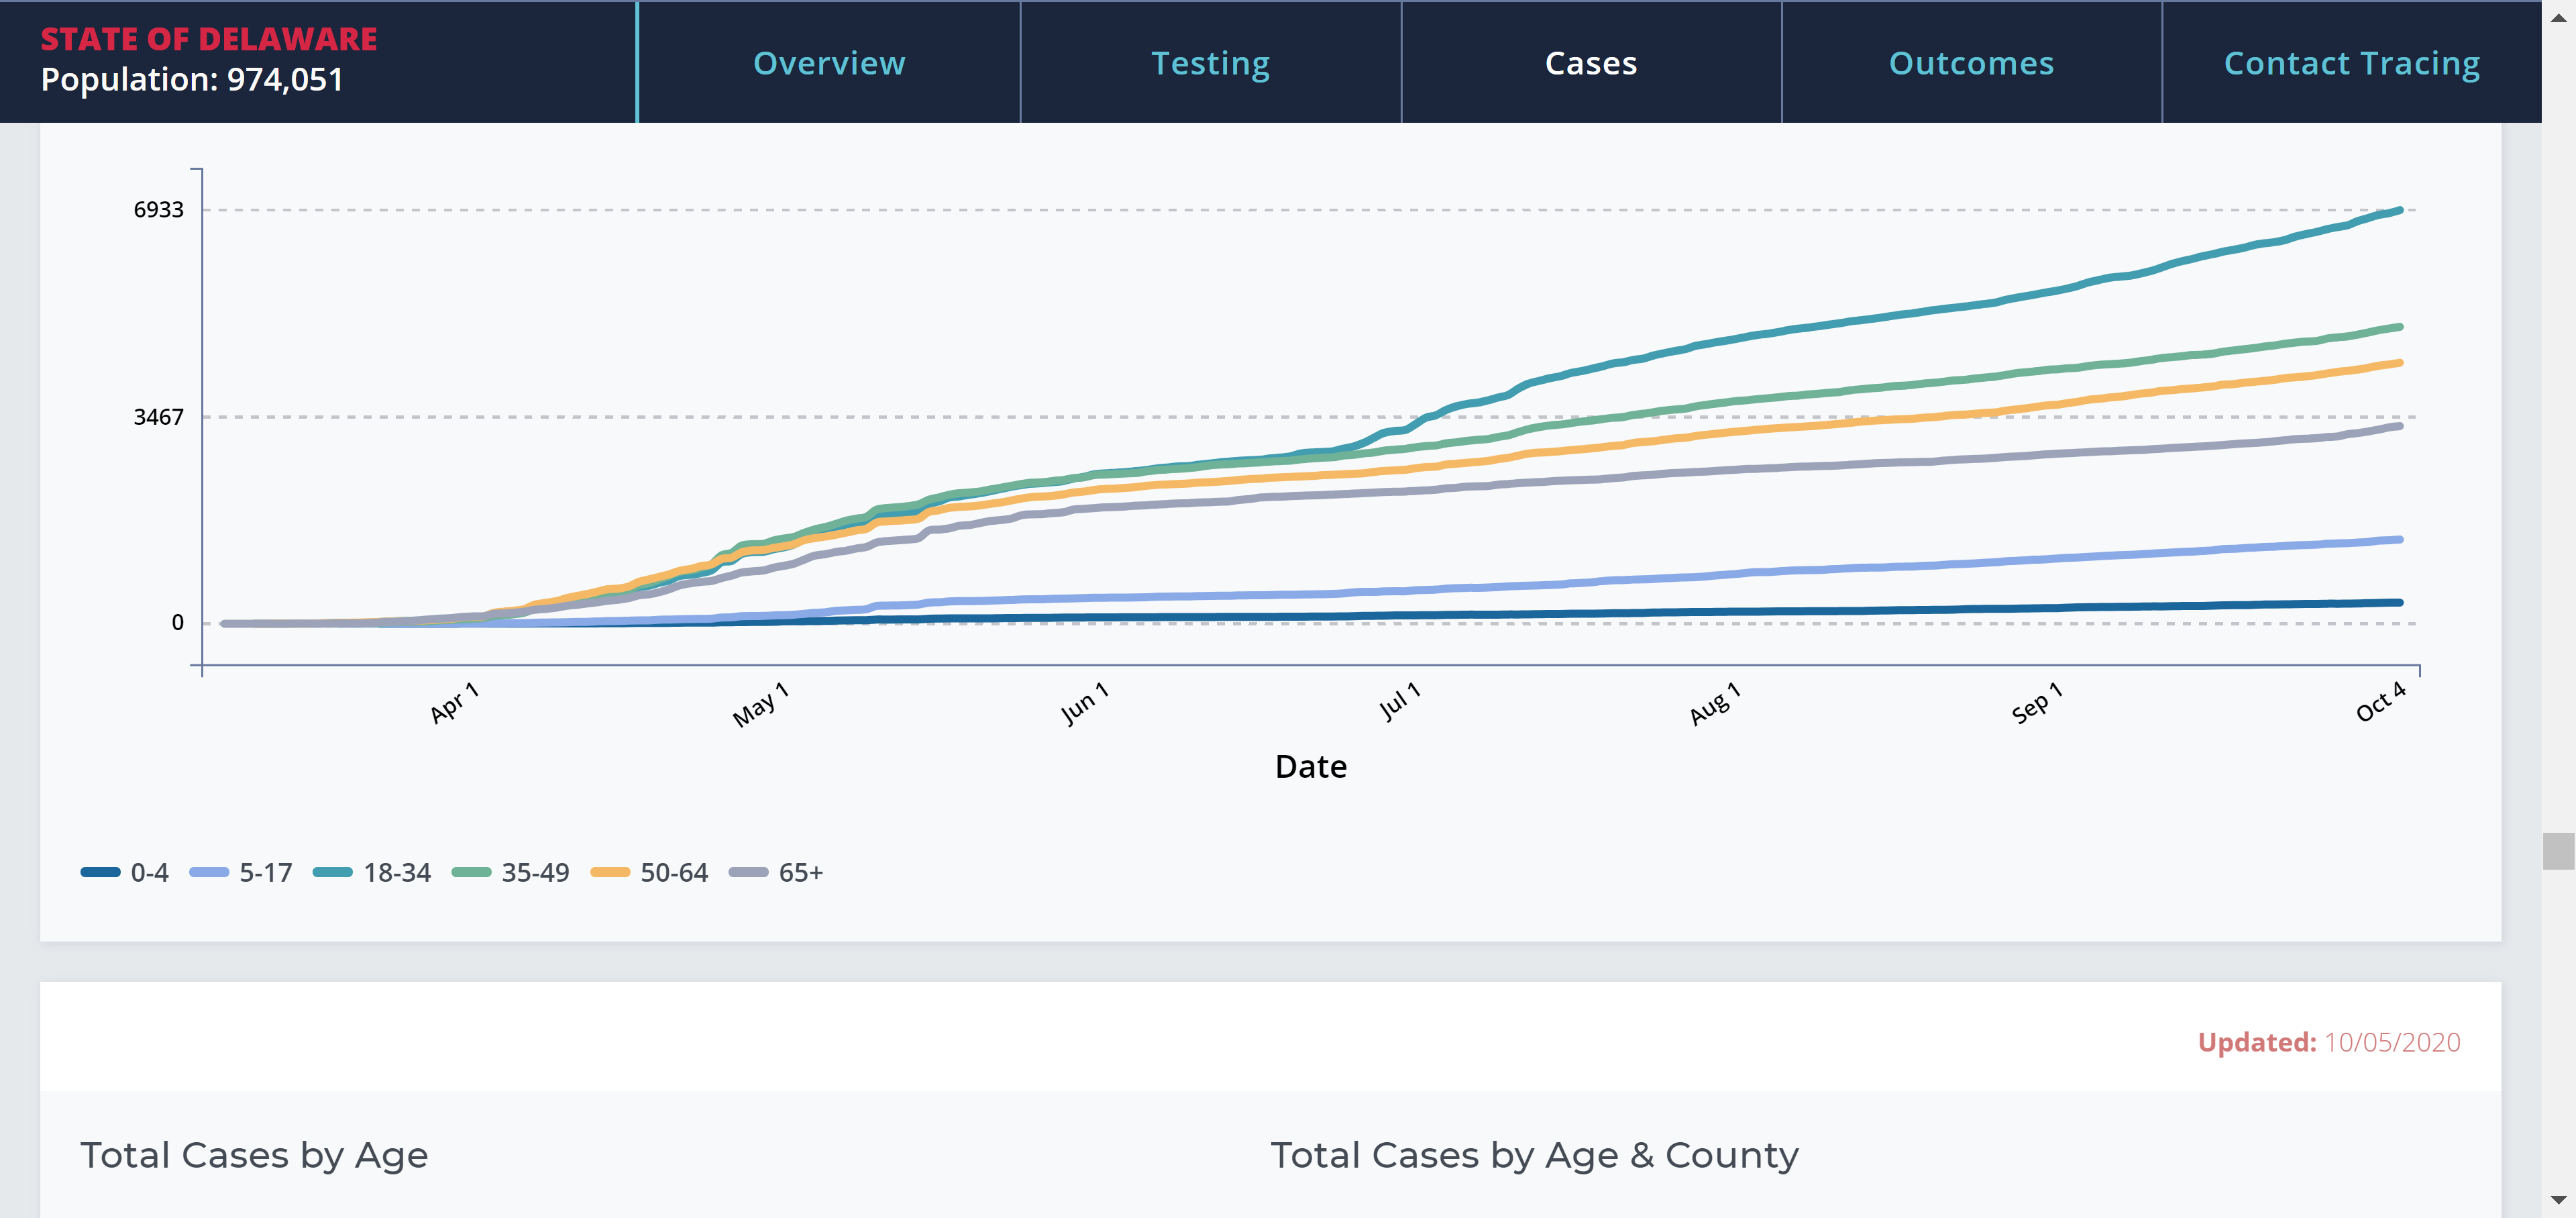 STATE OF DELAWARE
Population: 974,051
Overview
Testing
Cases
Outcomes
Contact Tracing
6933
3467
0
Apr 1
May 1
Jun 1
Jul 1
Aug 1
Sep 1
Oct 4
Date
0-4
5-17
18-34
35-49
50-64
65+
Updated: 10/05/2020
Total Cases by Age
Total Cases by Age & County